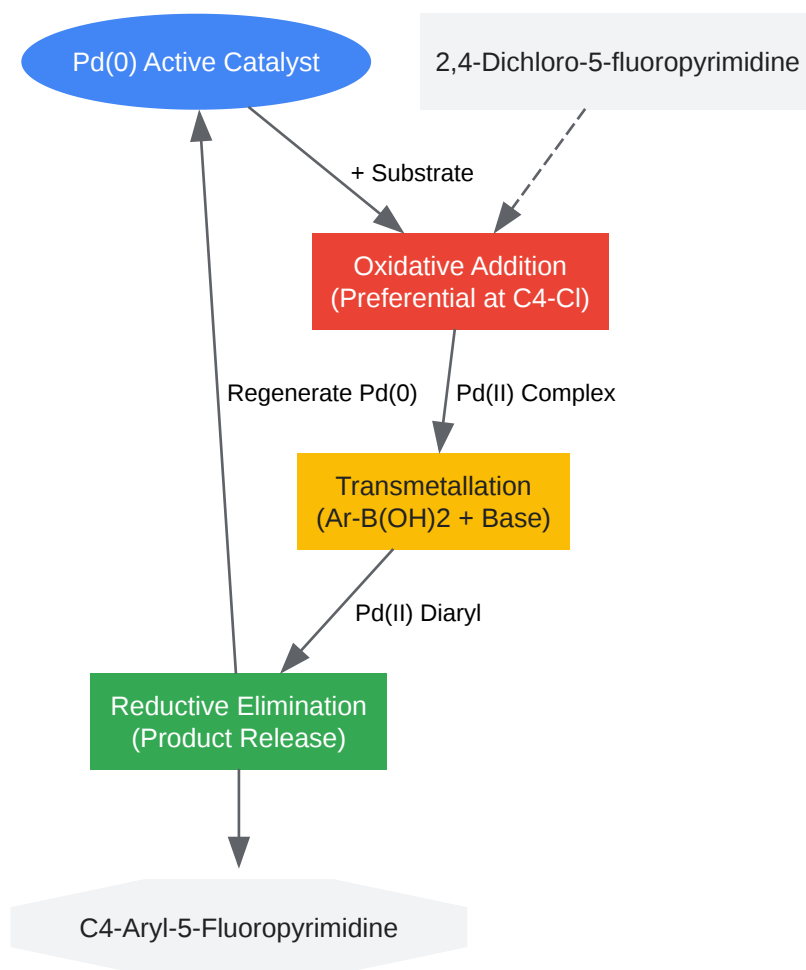 Pd(0) Active Catalyst
2,4-Dichloro-5-fluoropyrimidine
+ Substrate
Oxidative Addition
(Preferential at C4-Cl)
Regenerate Pd(0)
Pd(II) Complex
Transmetallation
(Ar-B(OH)2 + Base)
Pd(II) Diaryl
Reductive Elimination
(Product Release)
C4-Aryl-5-Fluoropyrimidine